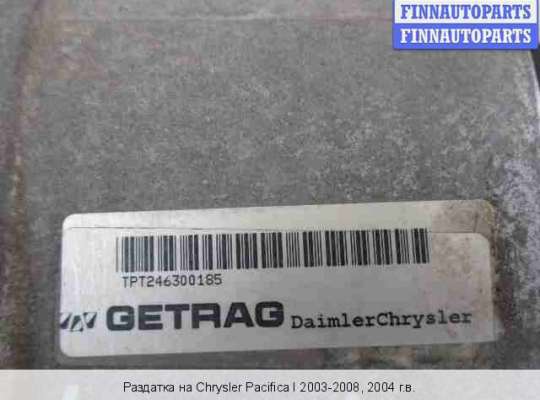 FINNAUTOPARTS
FINNAUTOPARTS
TPT246300185
GETRAG DaimlerChrysler
Раздатка на Chrysler Pacifica I 2003-2008, 2004 г.в.